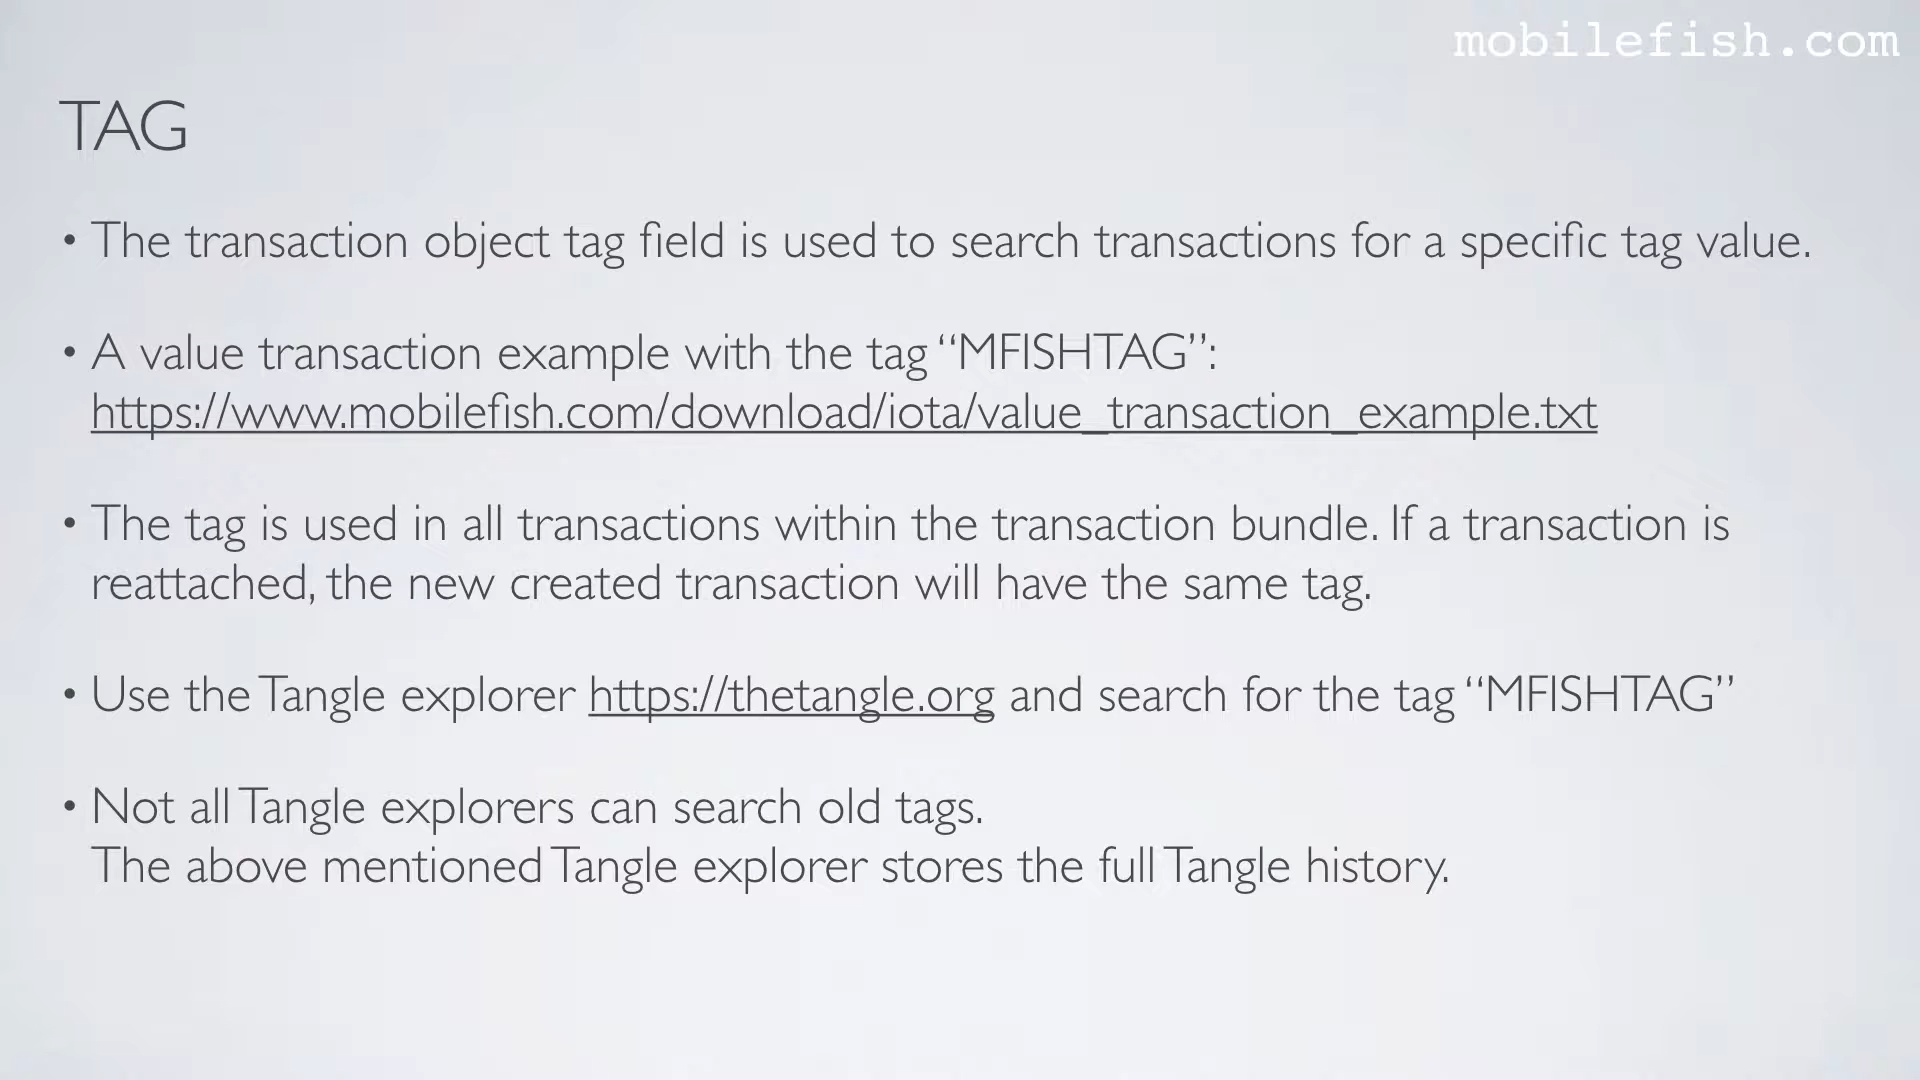 mobilefish.com
TAG
• The transaction object tag field is used to search transactions for a specific tag value.
• A value transaction example with the tag “MFISHTAG”:
https://www.mobilefish.com/download/iota/value_transaction_example.txt
• The tag is used in all transactions within the transaction bundle. If a transaction is
reattached, the new created transaction will have the same tag.
• Use the Tangle explorer https://thetangle.org and search for the tag “MFISHTAG”
• Not all Tangle explorers can search old tags.
The above mentioned Tangle explorer stores the full Tangle history.